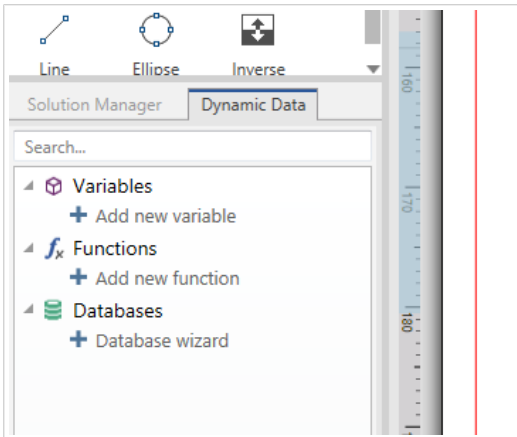 Line Ellipse Inverse
Solution Manager Dynamic Data
Search...
Variables
Add new variable
fx Functions
Add new function
Databases
Database wizard
160
170
180